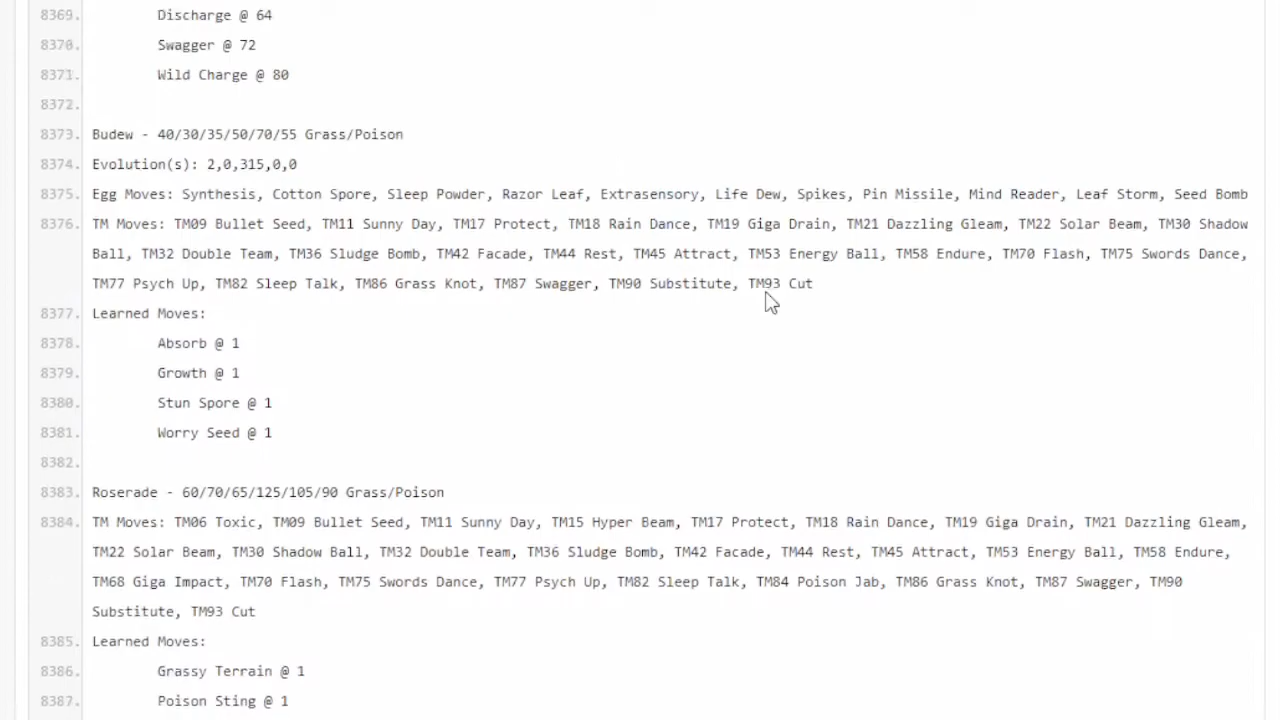 8369. Discharge @ 64
8370. Swagger @ 72
8371. Wild Charge @ 80
8372.
8373. Budew - 40/30/35/50/70/55 Grass/Poison
8374. Evolution(s): 2,0,315,0,0
8375. Egg Moves: Synthesis, Cotton Spore, Sleep Powder, Razor Leaf, Extrasensory, Life Dew, Spikes, Pin Missile, Mind Reader, Leaf Storm, Seed Bomb
8376. TM Moves: TM09 Bullet Seed, TM11 Sunny Day, TM17 Protect, TM18 Rain Dance, TM19 Giga Drain, TM21 Dazzling Gleam, TM22 Solar Beam, TM30 Shadow
Ball, TM32 Double Team, TM36 Sludge Bomb, TM42 Facade, TM44 Rest, TM45 Attract, TM53 Energy Ball, TM58 Endure, TM70 Flash, TM75 Swords Dance,
TM77 Psych Up, TM82 Sleep Talk, TM86 Grass Knot, TM87 Swagger, TM90 Substitute, TM93 Cut
8377. Learned Moves:
8378. Absorb @ 1
8379. Growth @ 1
8380. Stun Spore @ 1
8381. Worry Seed @ 1
8382.
8383. Roserade - 60/70/65/125/105/90 Grass/Poison
8384. TM Moves: TM06 Toxic, TM09 Bullet Seed, TM11 Sunny Day, TM15 Hyper Beam, TM17 Protect, TM18 Rain Dance, TM19 Giga Drain, TM21 Dazzling Gleam,
TM22 Solar Beam, TM30 Shadow Ball, TM32 Double Team, TM36 Sludge Bomb, TM42 Facade, TM44 Rest, TM45 Attract, TM53 Energy Ball, TM58 Endure,
TM68 Giga Impact, TM70 Flash, TM75 Swords Dance, TM77 Psych Up, TM82 Sleep Talk, TM84 Poison Jab, TM86 Grass Knot, TM87 Swagger, TM90
Substitute, TM93 Cut
8385. Learned Moves:
8386. Grassy Terrain @ 1
8387. Poison Sting @ 1